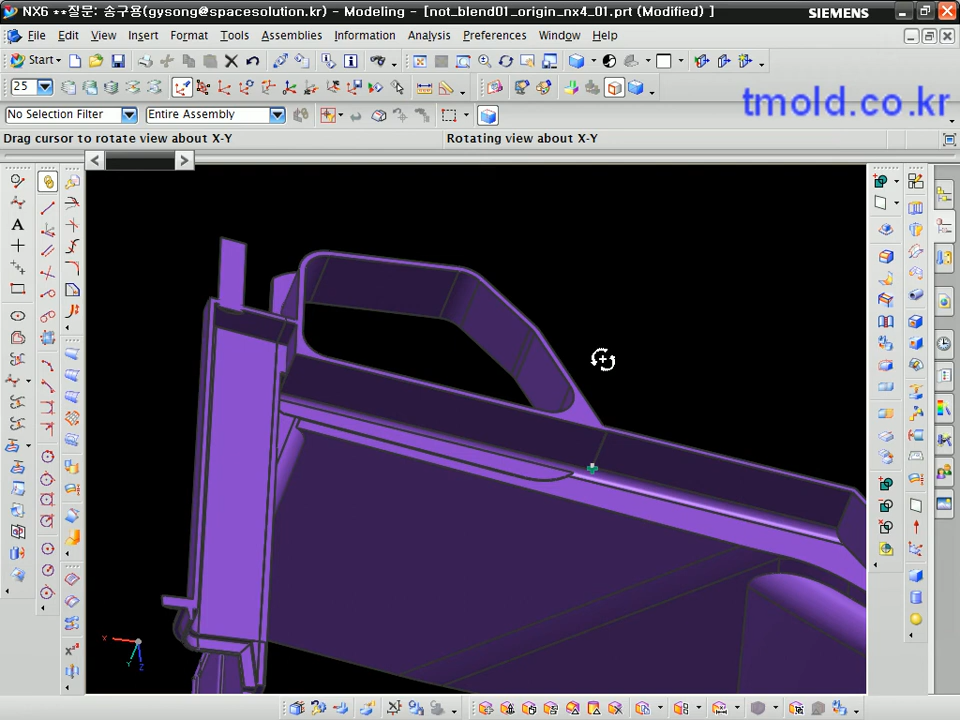 NX6 **질문: 송구용(gysong@spacesolution.kr) - Modeling - [not_blend01_origin_nx4_01.prt (Modified) ]
SIEMENS
File Edit View Insert Format Tools Assemblies Information Analysis Preferences Window Help
Start
25
tmold.co.kr
No Selection Filter
Entire Assembly
Drag cursor to rotate view about X-Y
Rotating view about X-Y
A
X
Y
Z